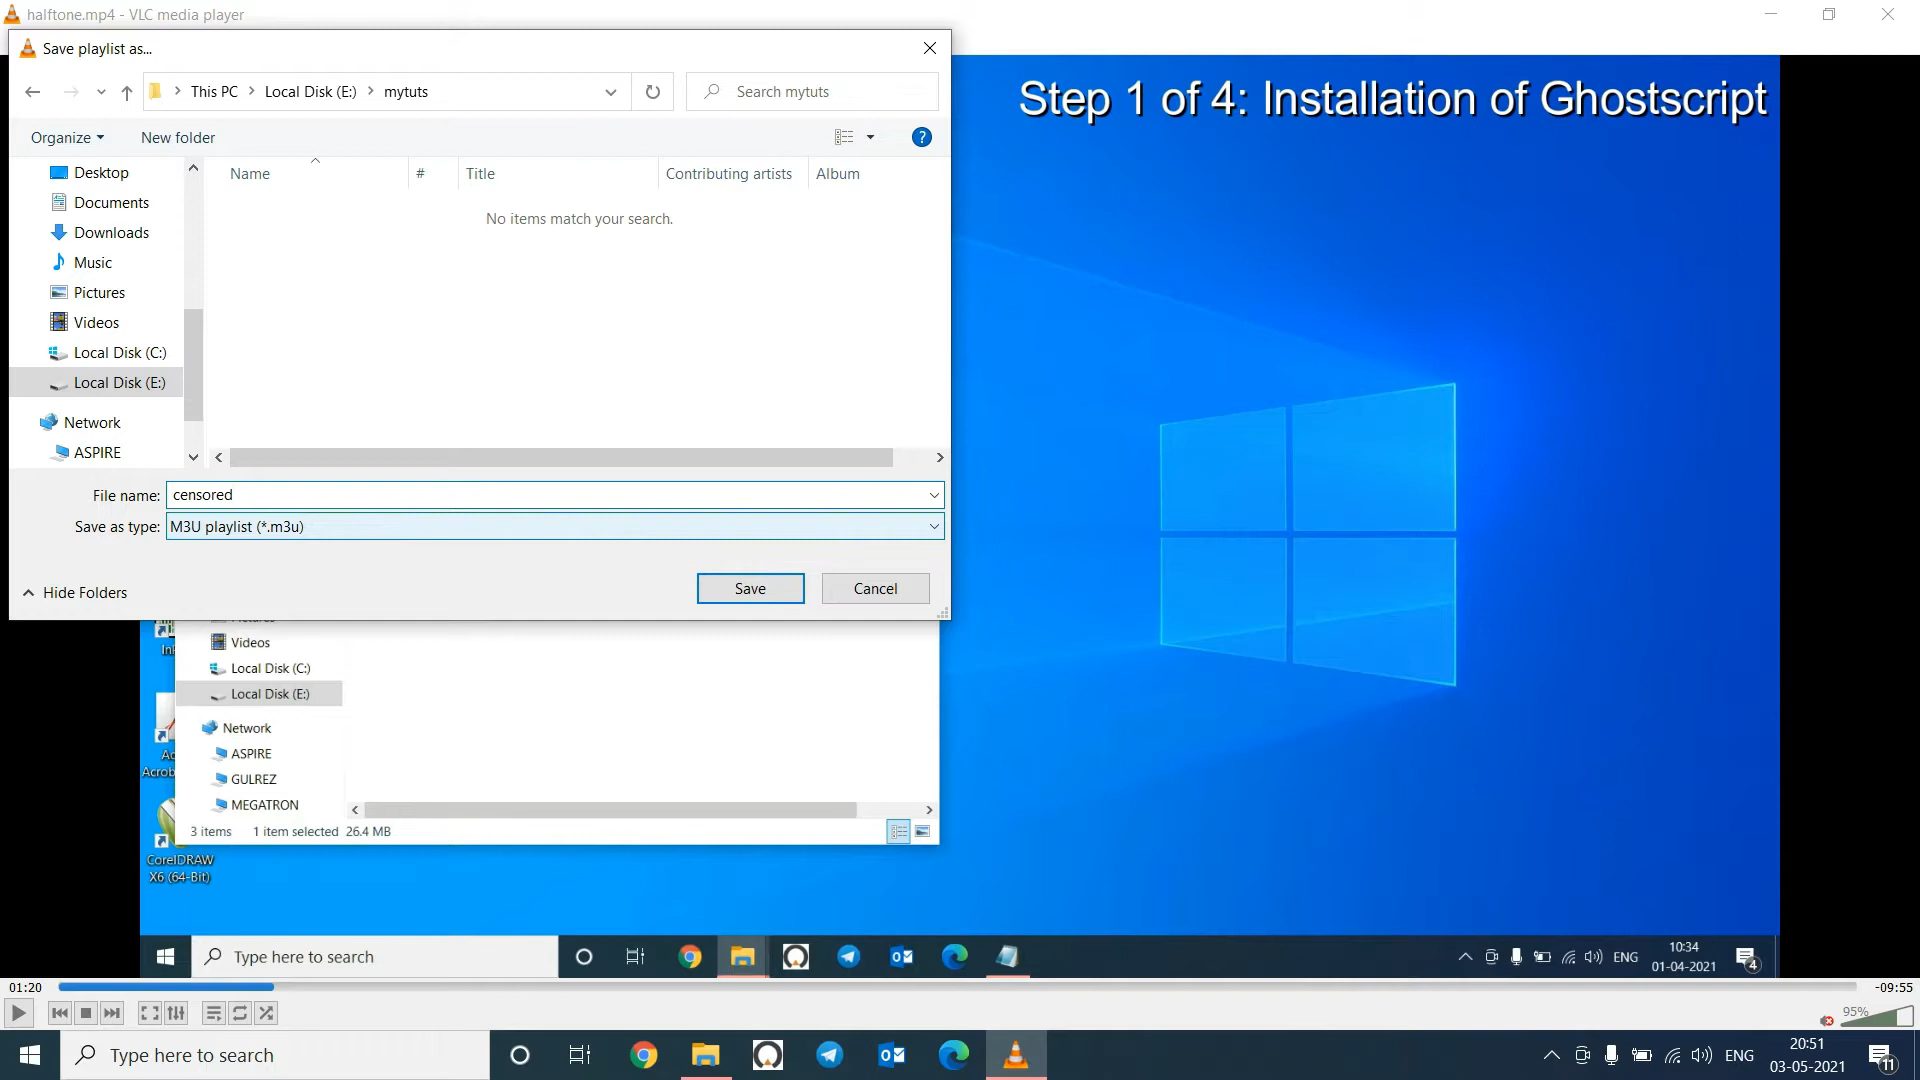 halftone.mp4 - VLC media player
Save playlist as...
This PC
Local Disk (E:)
mytuts
Search mytuts
Organize
New folder
Name
#
Title
Contributing artists
Album
No items match your search.
Desktop
Documents
Downloads
Music
Pictures
Videos
Local Disk (C:)
Local Disk (E:)
Network
ASPIRE
File name: censored
Save as type: M3U playlist (*.m3u)
Hide Folders
Save
Cancel
Step 1 of 4: Installation of Ghostscript
Videos
Local Disk (C:)
Local Disk (E:)
Network
ASPIRE
GULREZ
MEGATRON
3 items 1 item selected 26.4 MB
CorelDRAW
X6 (64-Bit)
Type here to search
ENG
10:34
01-04-2021
4
01:20
-09:55
95%
Type here to search
ENG
20:51
03-05-2021
11